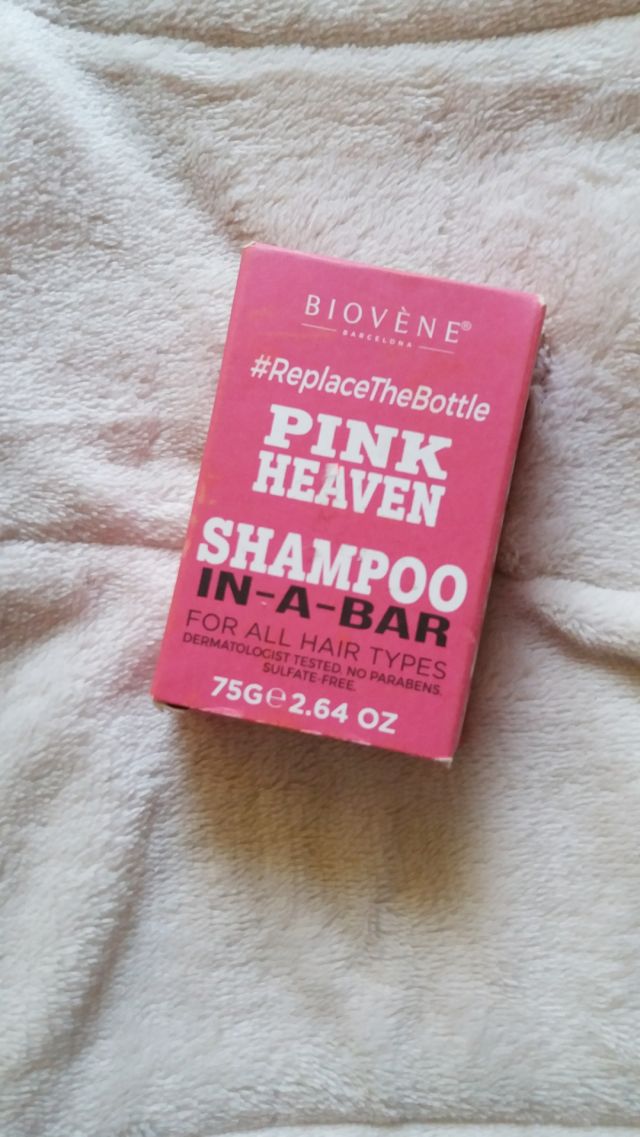 BIOVÈNE®
BARCELONA
#ReplaceTheBottle
PINK
HEAVEN
SHAMPOO
IN-A-BAR
FOR ALL HAIR TYPES
DERMATOLOGIST TESTED. NO PARABENS.
SULFATE-FREE.
75G℮2.64 OZ